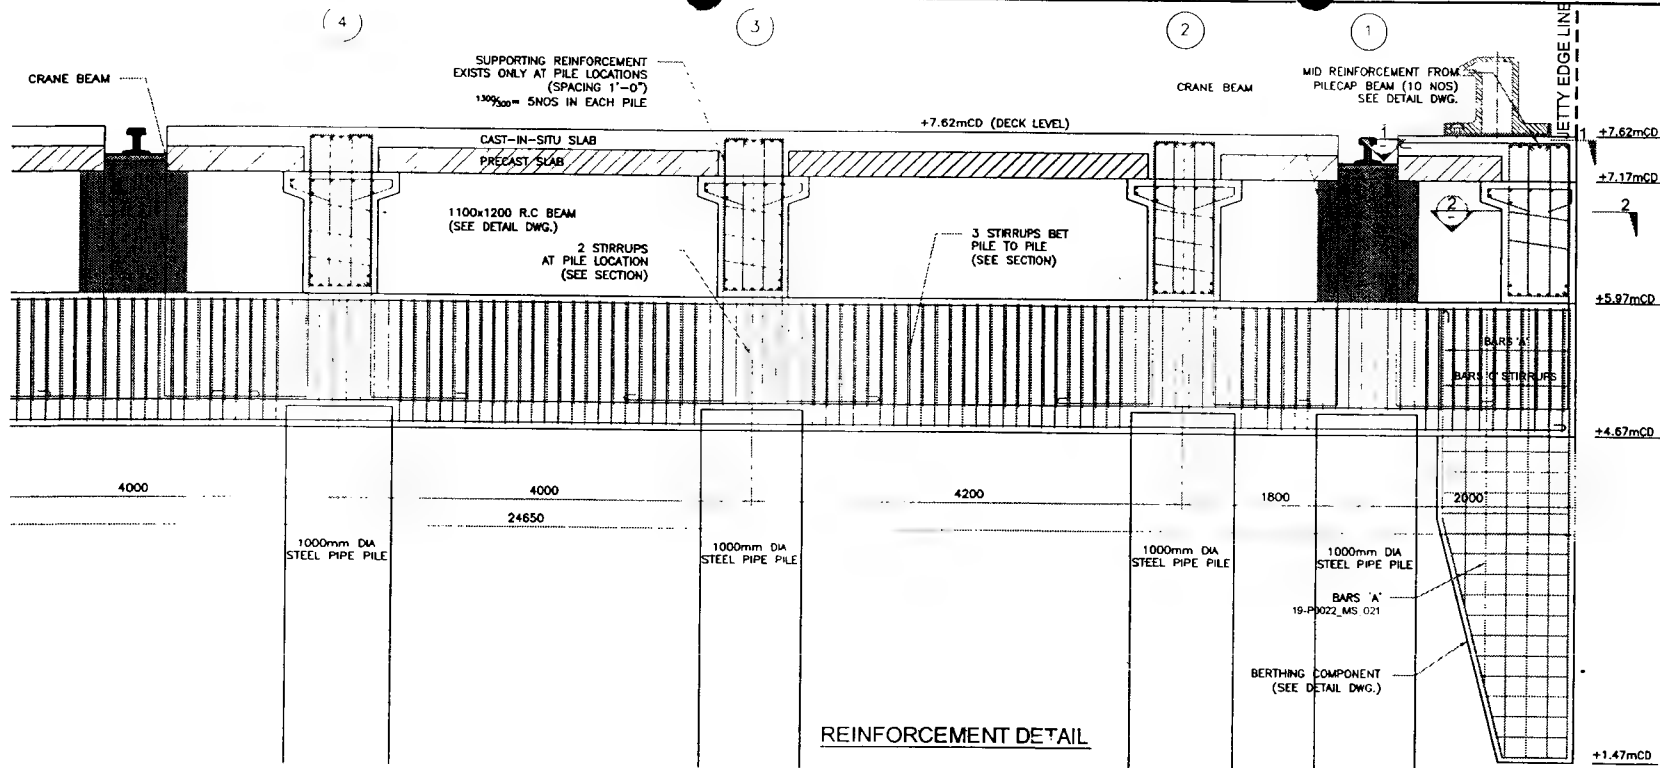 4
3
2
1
JETTY EDGE LINE
CRANE BEAM
SUPPORTING REINFORCEMENT
EXISTS ONLY AT PILE LOCATIONS
(SPACING 1'-0")
1300/300= 5NOS IN EACH PILE
CRANE BEAM
MID REINFORCEMENT FROM
PILECAP BEAM (10 NOS)
SEE DETAIL DWG.
+7.62mCD (DECK LEVEL)
CAST-IN-SITU SLAB
PRECAST SLAB
1
1
+7.62mCD
+7.17mCD
1100x1200 R.C BEAM
(SEE DETAIL DWG.)
2 STIRRUPS
AT PILE LOCATION
(SEE SECTION)
3 STIRRUPS BET
PILE TO PILE
(SEE SECTION)
2
2
+5.97mCD
BARS 'A'
BARS 'C' STIRRUPS
+4.67mCD
4000
4000
4200
1800
2000
24650
1000mm DIA
STEEL PIPE PILE
1000mm DIA
STEEL PIPE PILE
1000mm DIA
STEEL PIPE PILE
1000mm DIA
STEEL PIPE PILE
BARS 'A'
19-P0022_MS_021
BERTHING COMPONENT
(SEE DETAIL DWG.)
REINFORCEMENT DETAIL
+1.47mCD